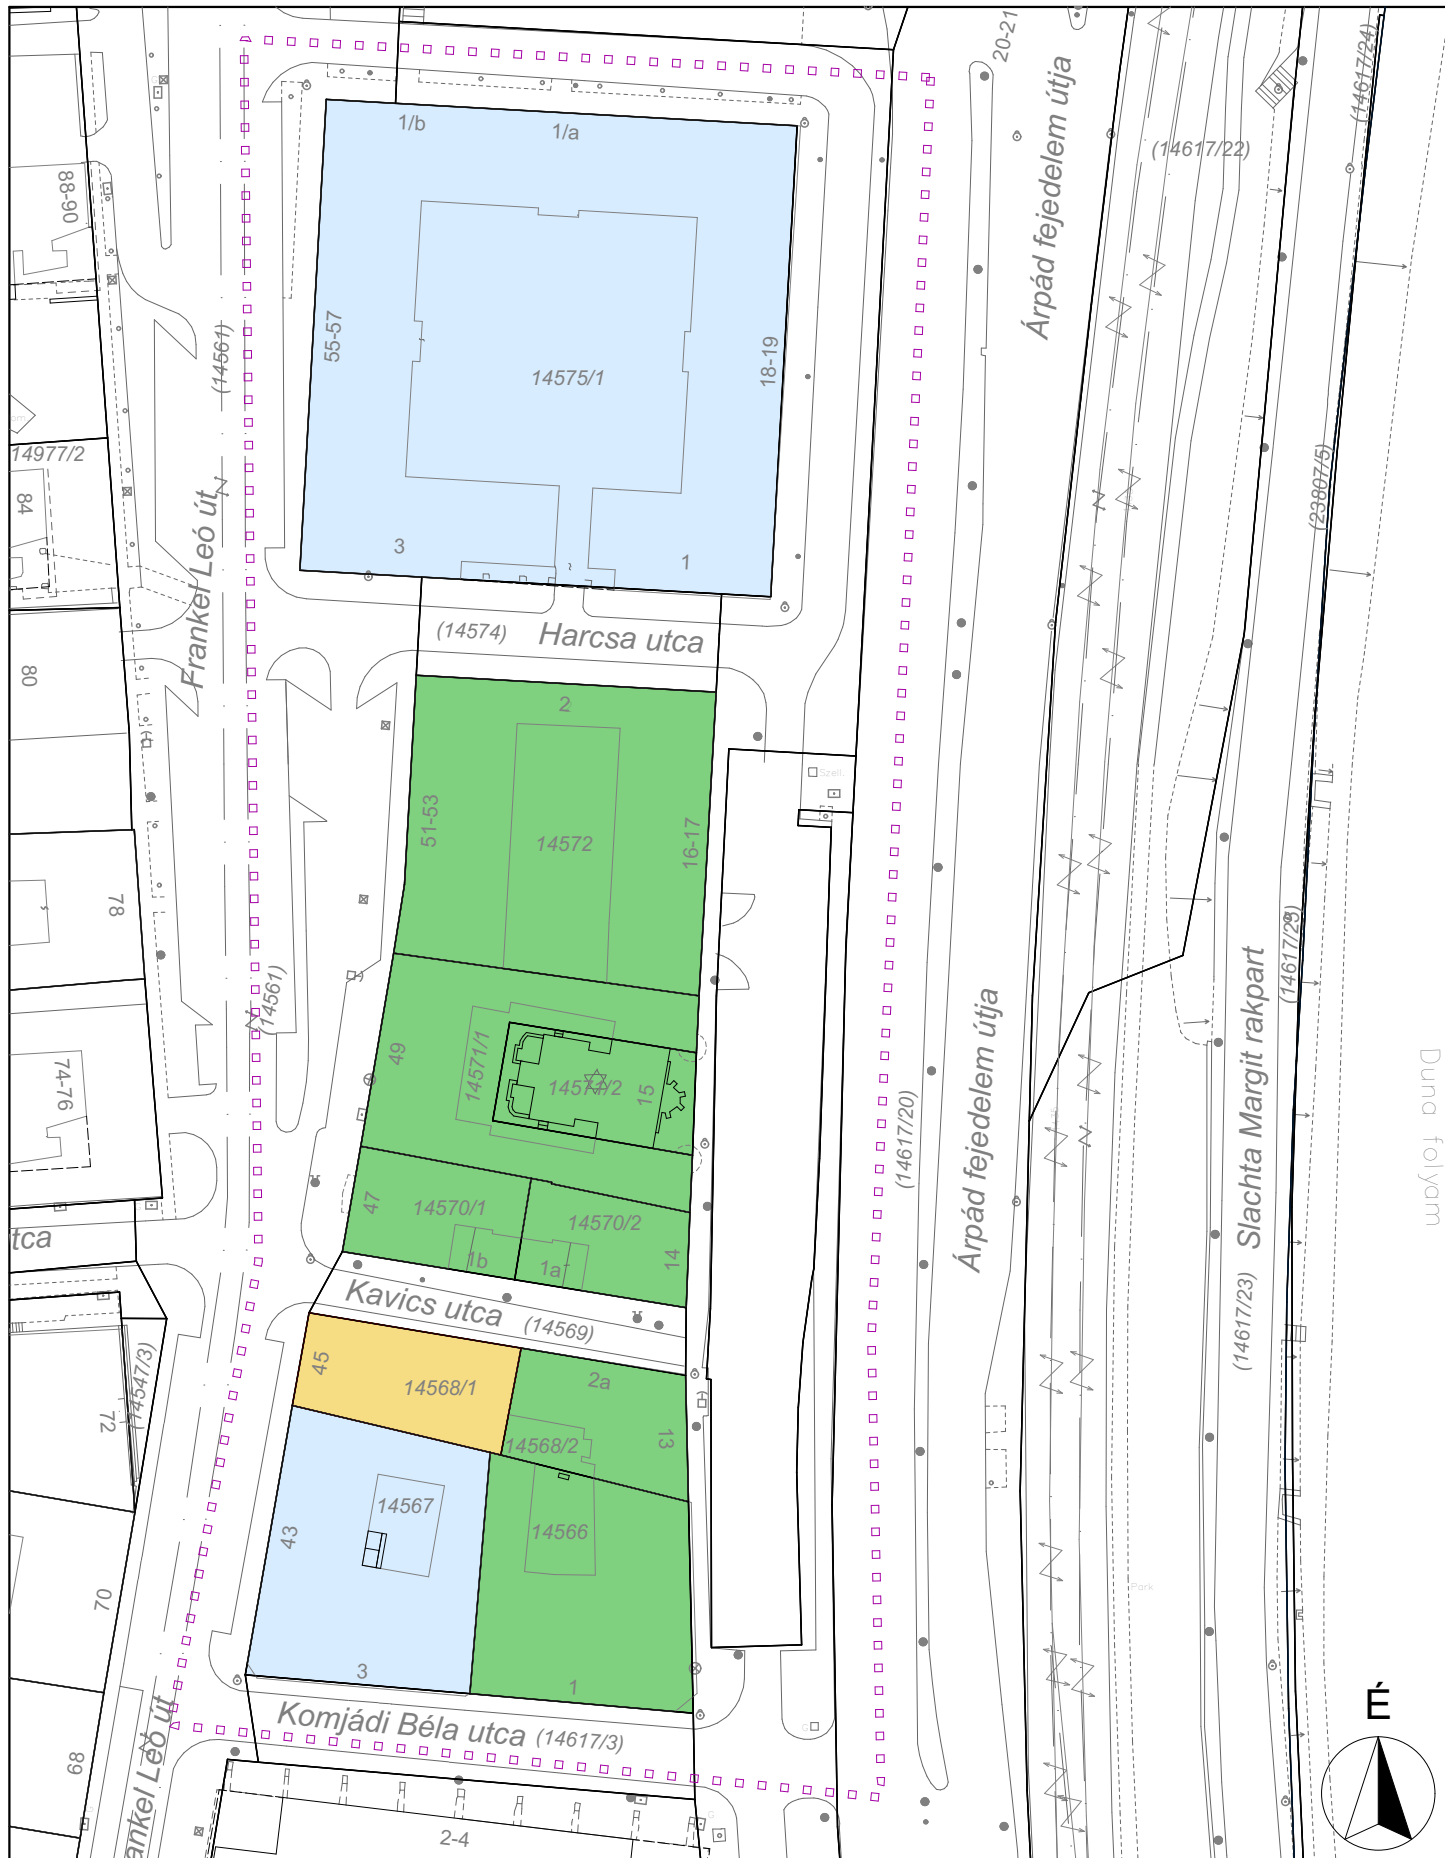 20-21
(14617/24)
1/b
1/a
Árpád fejedelem útja
(14617/22)
88-90
(14561)
55-57
18-19
14575/1
14977/2
84
Frankel Leó út
(23807/5)
3
1
(14574)
Harcsa utca
80
2
Szell.
51-53
14572
16-17
78
(14617/25)
(14561)
Árpád fejedelem útja
Slachta Margit rakpart
Duna folyam
74-76
49
14571/1
14571/2
15
(14617/20)
47
14570/1
14570/2
14
tca
1b
1a
Kavics utca
(14569)
(14617/23)
(14547/3)
45
14568/1
2a
72
13
14568/2
14567
14566
43
70
Park
3
1
É
Komjádi Béla utca
(14617/3)
ankel Leó út
68
G
G
2-4